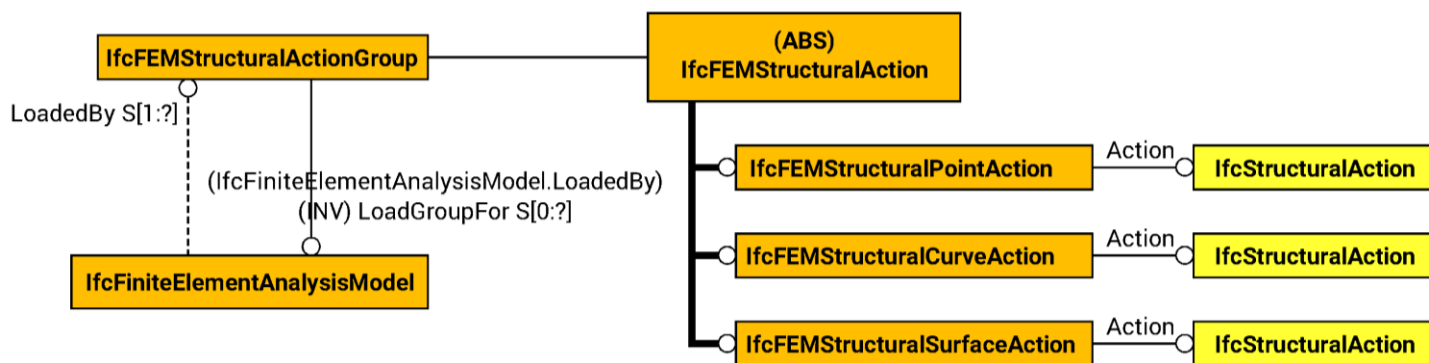 (ABS)
IfcFEMStructuralAction
IfcFEMStructuralActionGroup
LoadedBy S[1:?]
(IfcFiniteElementAnalysisModel.LoadedBy)
(INV) LoadGroupFor S[0:?]
IfcFiniteElementAnalysisModel
IfcFEMStructuralPointAction
Action
IfcStructuralAction
IfcFEMStructuralCurveAction
Action
IfcStructuralAction
IfcFEMStructuralSurfaceAction
Action
IfcStructuralAction